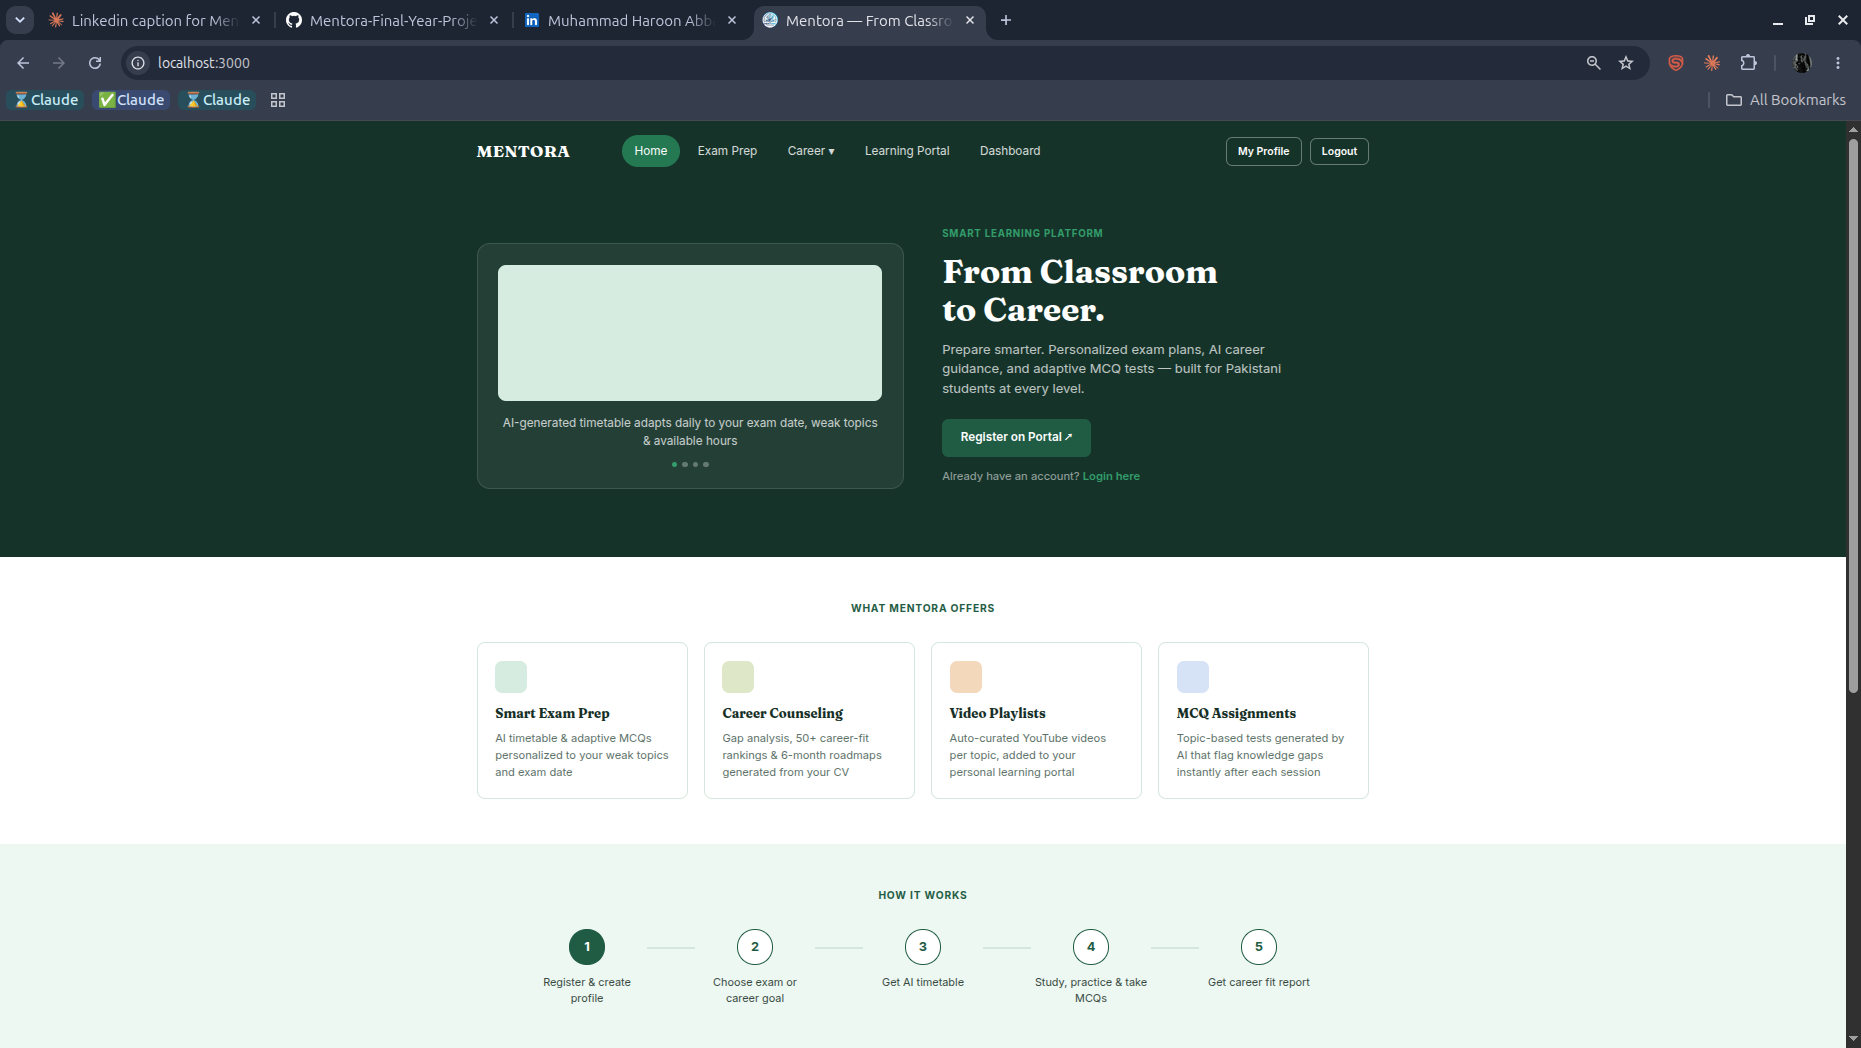 Linkedin caption for Men
Mentora-Final-Year-Proje
in Muhammad Haroon Abb
Mentora — From Classro
localhost:3000
⌛Claude
✅Claude
⌛Claude
All Bookmarks
MENTORA
Home
Exam Prep
Career ▾
Learning Portal
Dashboard
My Profile
Logout
AI-generated timetable adapts daily to your exam date, weak topics
& available hours
SMART LEARNING PLATFORM
From Classroom
to Career.
Prepare smarter. Personalized exam plans, AI career
guidance, and adaptive MCQ tests — built for Pakistani
students at every level.
Register on Portal ↗
Already have an account? Login here
WHAT MENTORA OFFERS
Smart Exam Prep
AI timetable & adaptive MCQs
personalized to your weak topics
and exam date
Career Counseling
Gap analysis, 50+ career-fit
rankings & 6-month roadmaps
generated from your CV
Video Playlists
Auto-curated YouTube videos
per topic, added to your
personal learning portal
MCQ Assignments
Topic-based tests generated by
AI that flag knowledge gaps
instantly after each session
HOW IT WORKS
1
Register & create
profile
2
Choose exam or
career goal
3
Get AI timetable
4
Study, practice & take
MCQs
5
Get career fit report